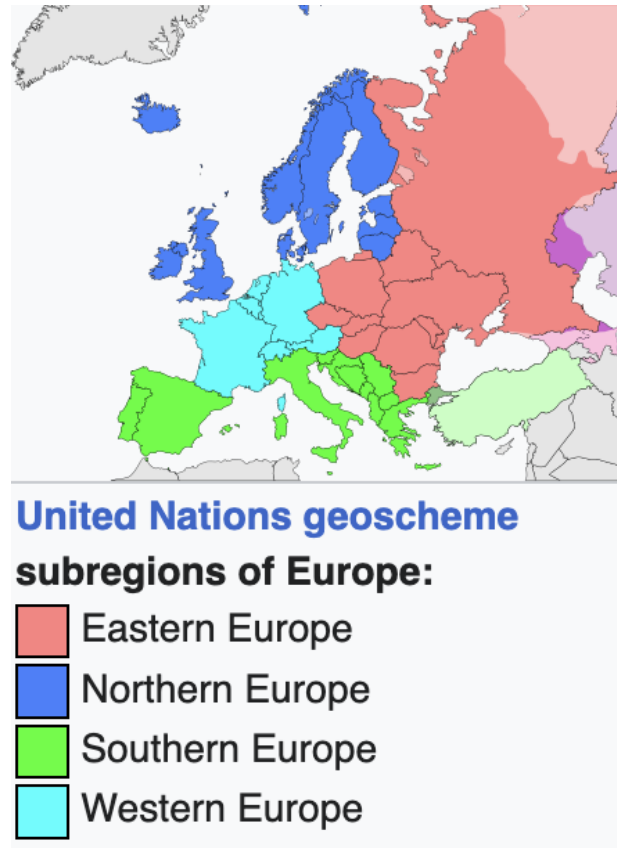 United Nations geoscheme
subregions of Europe:
Eastern Europe
Northern Europe
Southern Europe
Western Europe